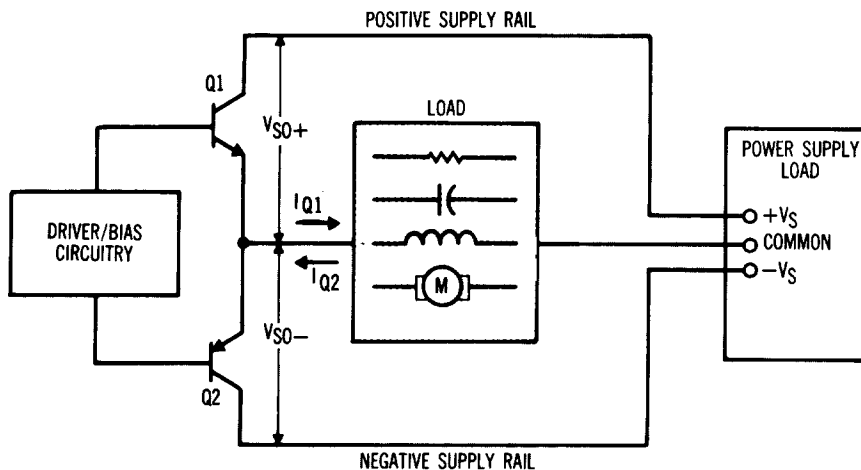 POSITIVE SUPPLY RAIL
Q1
VSO+
LOAD
POWER SUPPLY
LOAD
IQ1
+VS
DRIVER/BIAS
CIRCUITRY
COMMON
IQ2
M
−VS
VSO−
Q2
NEGATIVE SUPPLY RAIL